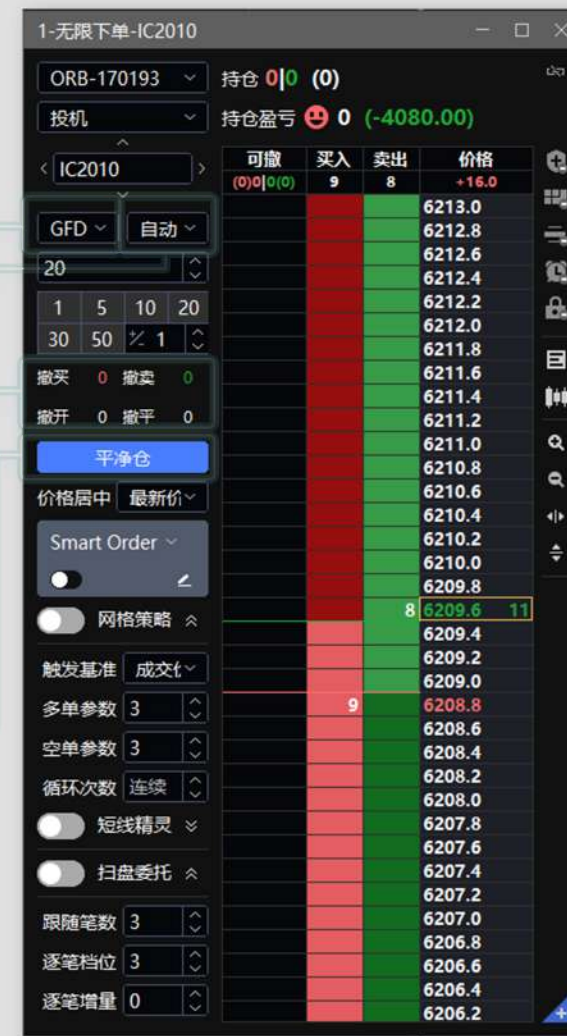 1-无限下单-IC2010
ORB-170193
持仓 0|0 (0)
投机
持仓盈亏 0 (-4080.00)
IC2010
可撤 买入 卖出 价格
(0)0|0(0) 9 8 +16.0
GFD 自动
20
1 5 10 20
30 50 +/- 1
撤买 0 撤卖 0
撤开 0 撤平 0
平净仓
价格居中 最新价
Smart Order
网格策略
触发基准 成交价
多单参数 3
空单参数 3
循环次数 连续
短线精灵
扫盘委托
跟随笔数 3
逐笔档位 3
逐笔增量 0
6213.0
6212.8
6212.6
6212.4
6212.2
6212.0
6211.8
6211.6
6211.4
6211.2
6211.0
6210.8
6210.6
6210.4
6210.2
6210.0
6209.8
8 6209.6 11
6209.4
6209.2
6209.0
9 6208.8
6208.6
6208.4
6208.2
6208.0
6207.8
6207.6
6207.4
6207.2
6207.0
6206.8
6206.6
6206.4
6206.2